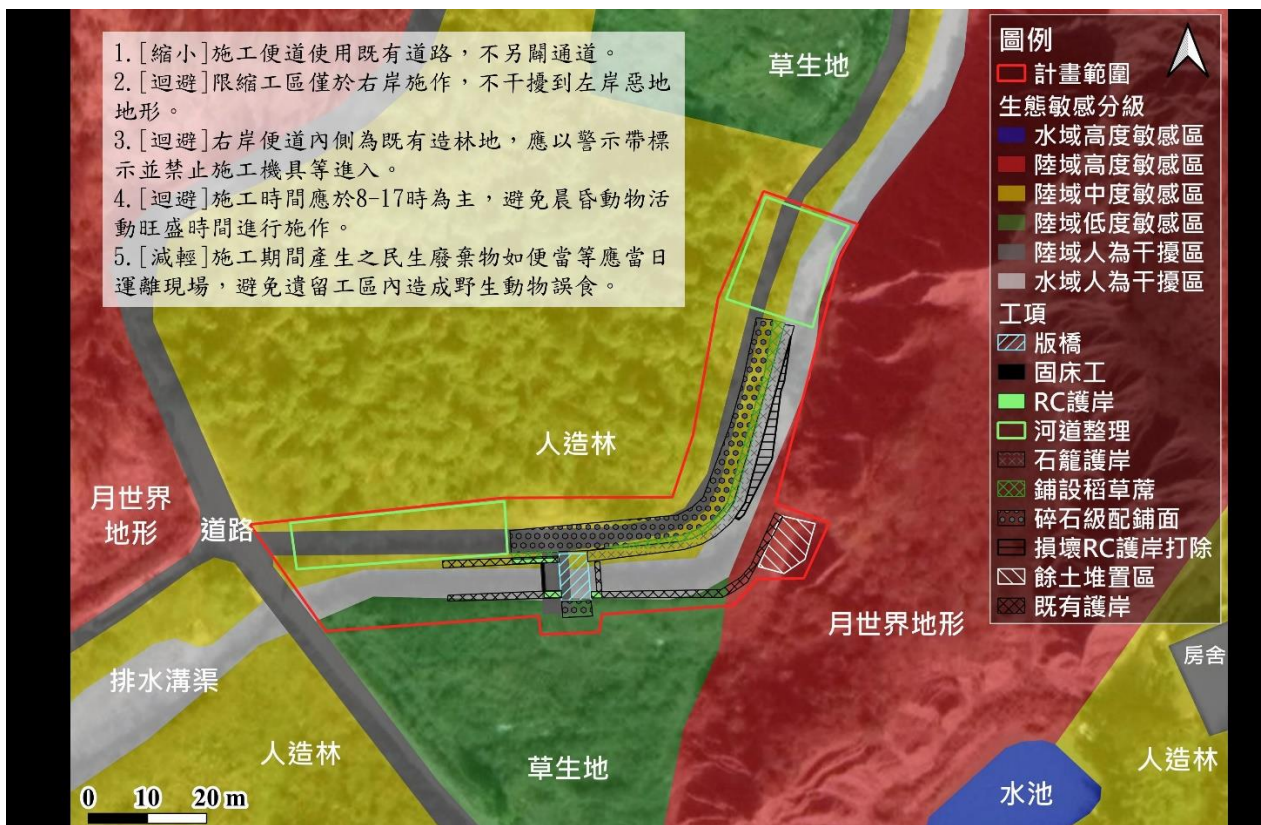 1.[縮小]施工便道使用既有道路，不另開通道。
2.[迴避]限縮工區僅於右岸施作，不干擾到左岸惡地
地形。
3.[迴避]右岸便道內側為既有造林地，應以警示帶標
示並禁止施工機具等進入。
4.[迴避]施工時間應於8-17時為主，避免晨昏動物活
動旺盛時間進行施作。
5.[減輕]施工期間產生之民生廢棄物如便當等應當日
運離現場，避免遺留工區內造成野生動物誤食。
草生地
圖例
計畫範圍
生態敏感分級
水域高度敏感區
陸域高度敏感區
陸域中度敏感區
陸域低度敏感區
陸域人為干擾區
水域人為干擾區
工項
版橋
固床工
RC護岸
河道整理
石籠護岸
鋪設稻草蓆
碎石級配鋪面
損壞RC護岸打除
餘土堆置區
既有護岸
人造林
月世界
地形
道路
月世界地形
房舍
排水溝渠
人造林
草生地
人造林
水池
0 10 20 m